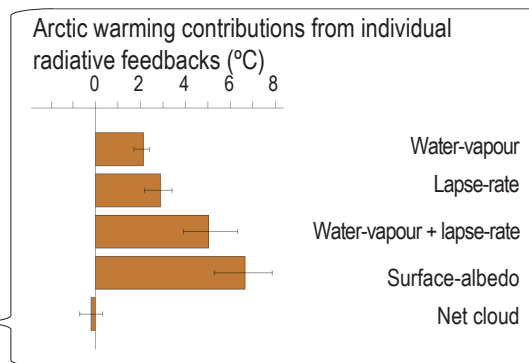 Arctic warming contributions from individual
radiative feedbacks (ºC)
0 2 4 6 8
Water-vapour
Lapse-rate
Water-vapour + lapse-rate
Surface-albedo
Net cloud